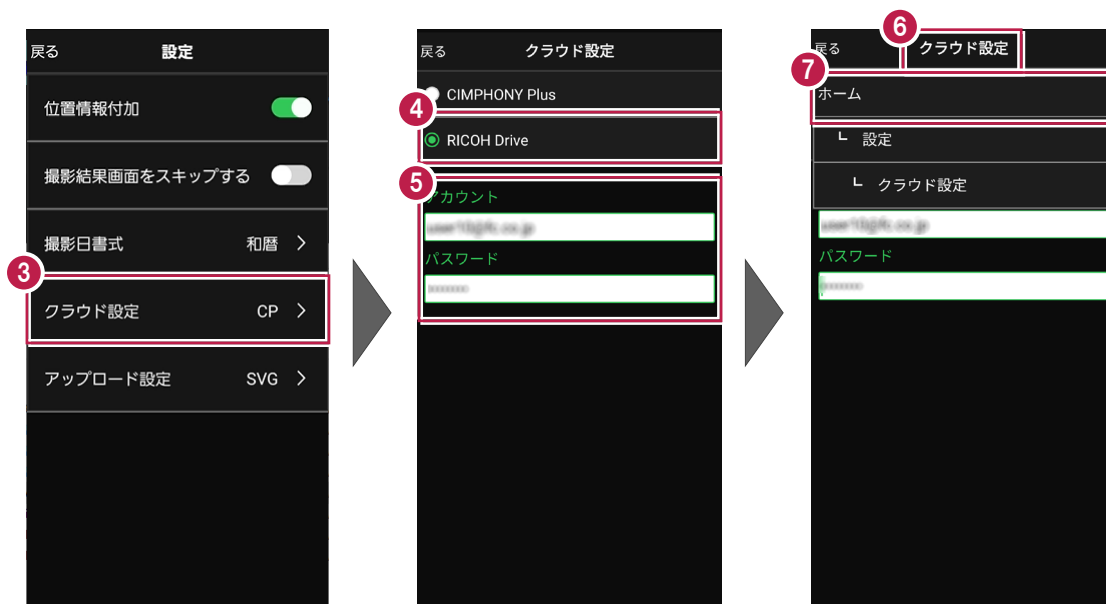 戻る 設定
位置情報付加
撮影結果画面をスキップする
撮影日書式 和暦
3
クラウド設定 CP
アップロード設定 SVG
戻る クラウド設定
CIMPHONY Plus
4
RICOH Drive
5
アカウント
パスワード
6
戻る クラウド設定
7
ホーム
設定
クラウド設定
パスワード